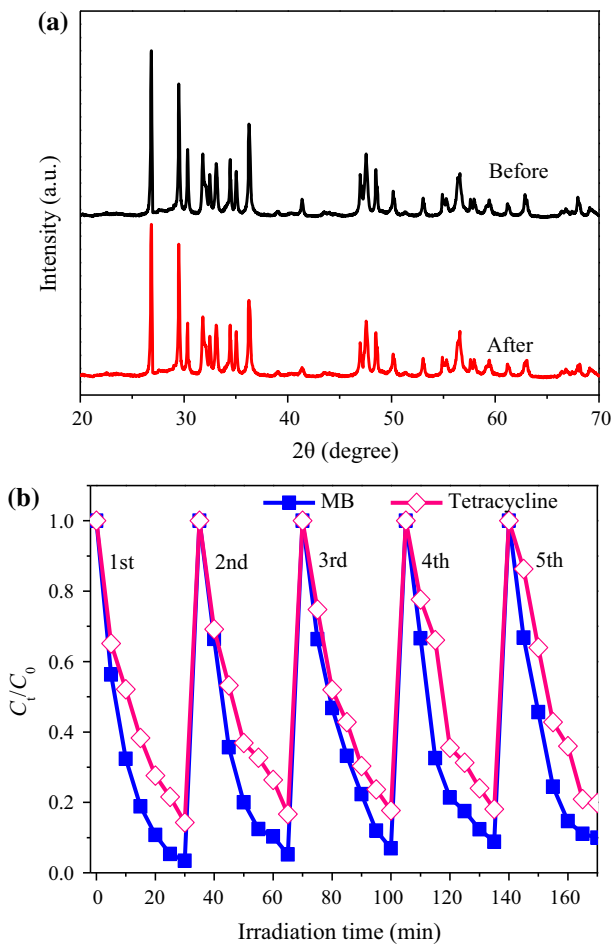 (a)
Before
After
Intensity (a.u.)
20 30 40 50 60 70
2θ (degree)
(b)
MB Tetracycline
1st 2nd 3rd 4th 5th
1.0
0.8
0.6
0.4
0.2
0.0
Ct/C0
0 20 40 60 80 100 120 140 160
Irradiation time (min)